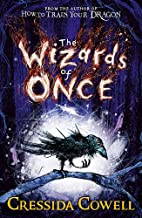 FROM THE AUTHOR OF
HOW TO TRAIN YOUR DRAGON
The
Wizards
of
ONCE
CRESSIDA COWELL